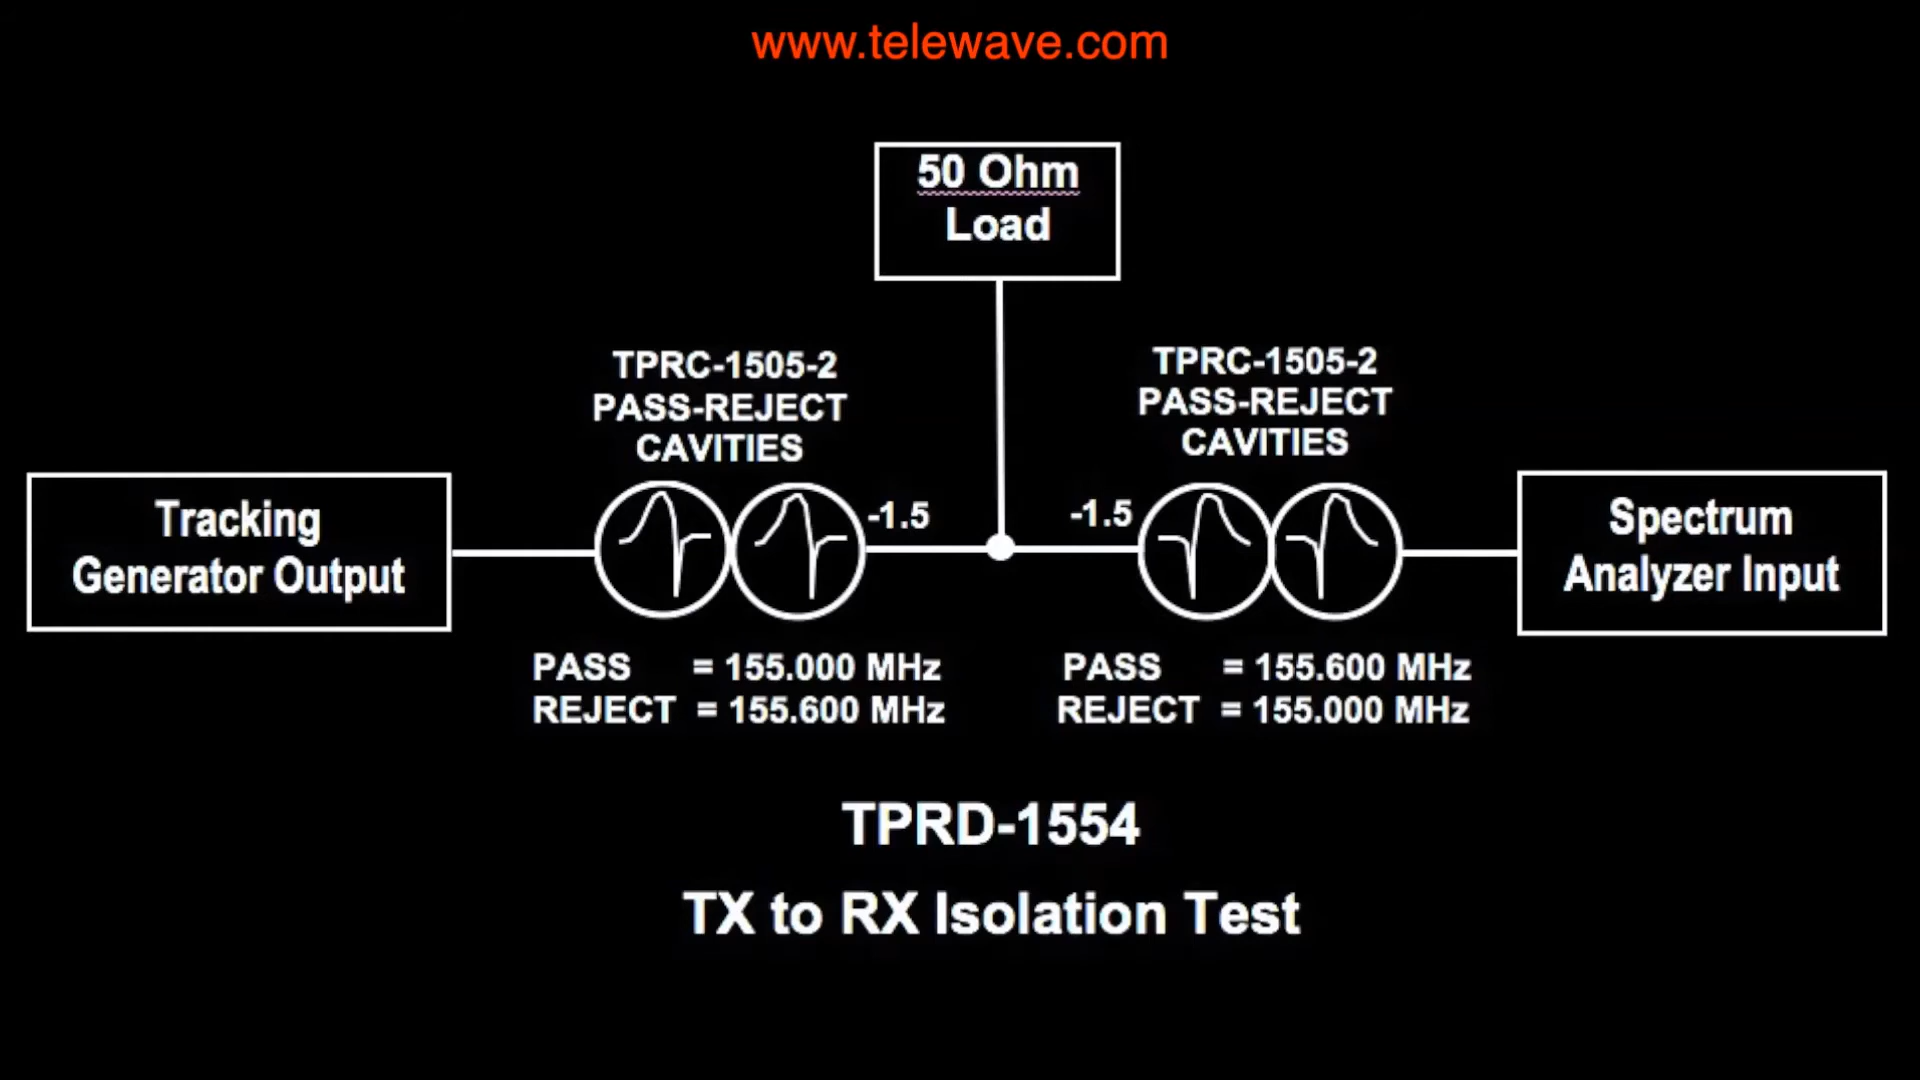 www.telewave.com
50 Ohm
Load
TPRC-1505-2
PASS-REJECT
CAVITIES
TPRC-1505-2
PASS-REJECT
CAVITIES
Tracking
Generator Output
-1.5
-1.5
Spectrum
Analyzer Input
PASS = 155.000 MHz
REJECT = 155.600 MHz
PASS = 155.600 MHz
REJECT = 155.000 MHz
TPRD-1554
TX to RX Isolation Test